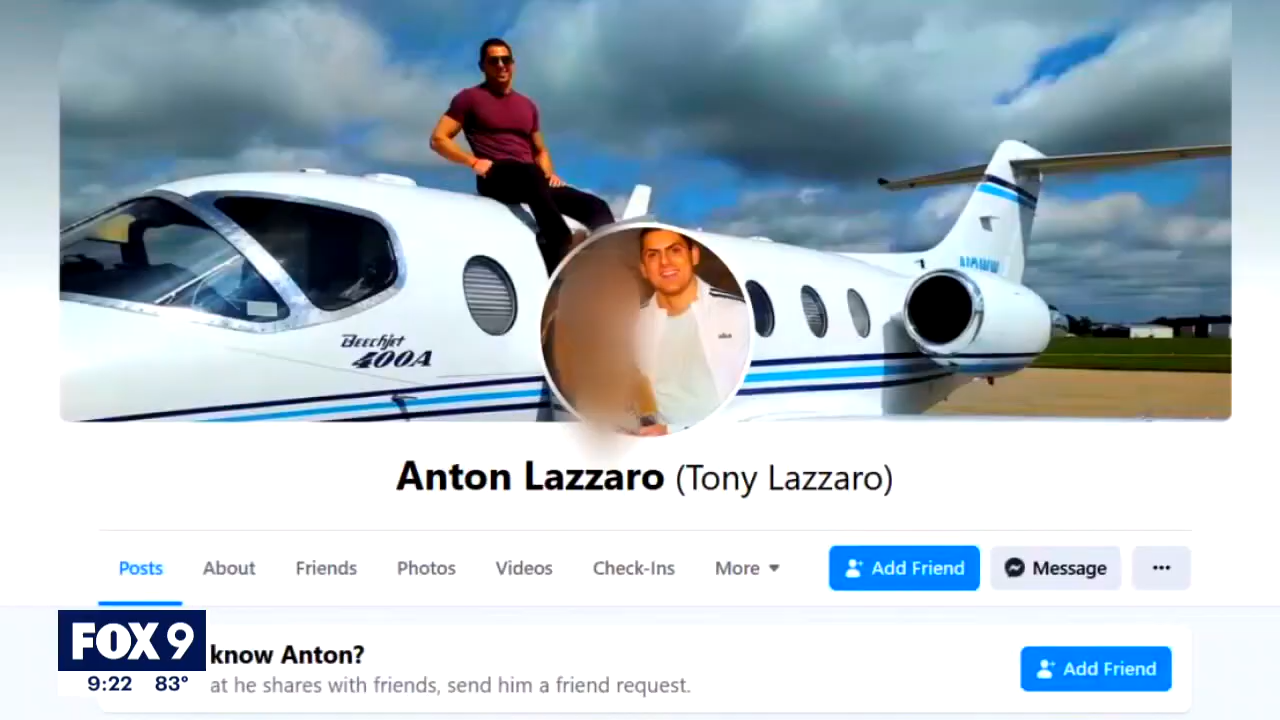 Beechjet
400A
Anton Lazzaro (Tony Lazzaro)
Posts About Friends Photos Videos Check-Ins More Add Friend Message ...
know Anton?
at he shares with friends, send him a friend request.
Add Friend
FOX 9
9:22 83°